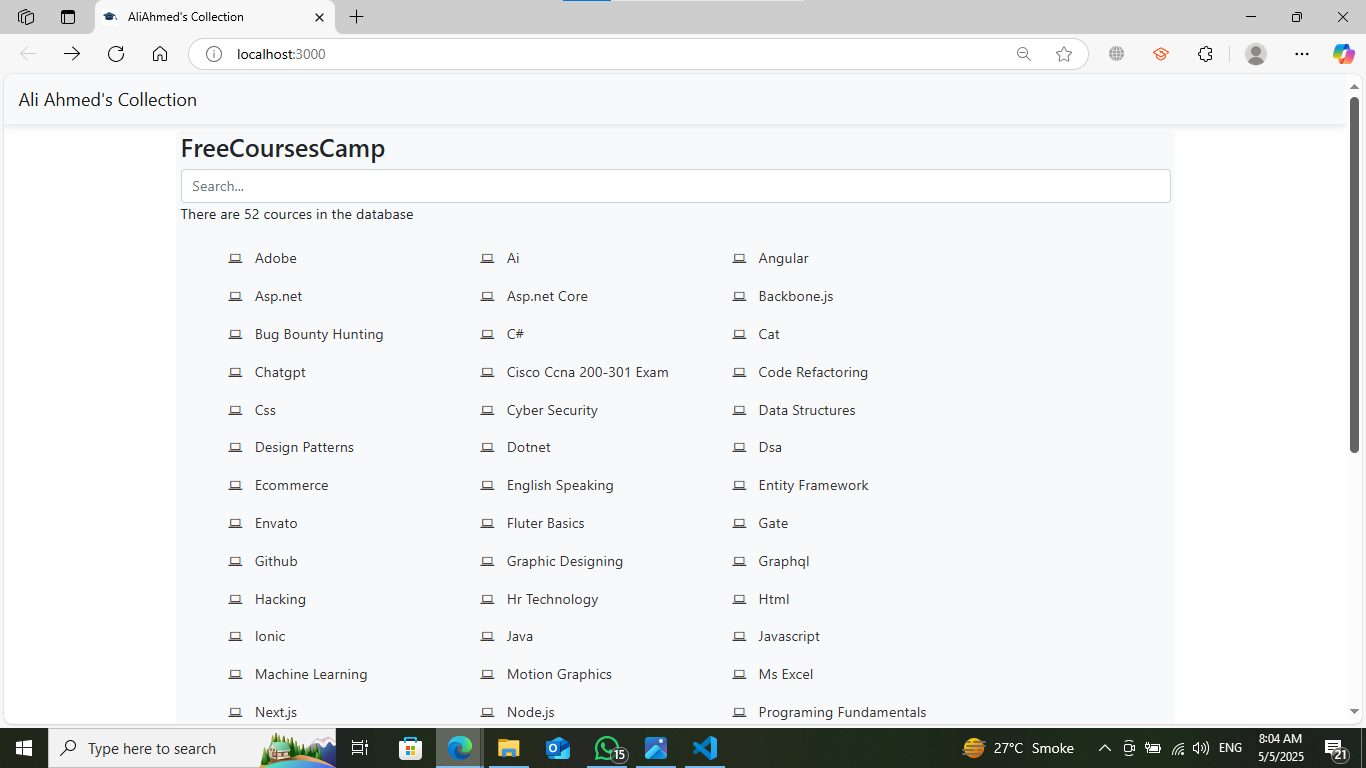 AliAhmed's Collection
localhost:3000
Ali Ahmed's Collection
FreeCoursesCamp
Search...
There are 52 cources in the database
Adobe
Ai
Angular
Asp.net
Asp.net Core
Backbone.js
Bug Bounty Hunting
C#
Cat
Chatgpt
Cisco Ccna 200-301 Exam
Code Refactoring
Css
Cyber Security
Data Structures
Design Patterns
Dotnet
Dsa
Ecommerce
English Speaking
Entity Framework
Envato
Fluter Basics
Gate
Github
Graphic Designing
Graphql
Hacking
Hr Technology
Html
Ionic
Java
Javascript
Machine Learning
Motion Graphics
Ms Excel
Next.js
Node.js
Programing Fundamentals
Type here to search
15
27°C Smoke
ENG
8:04 AM
5/5/2025
21